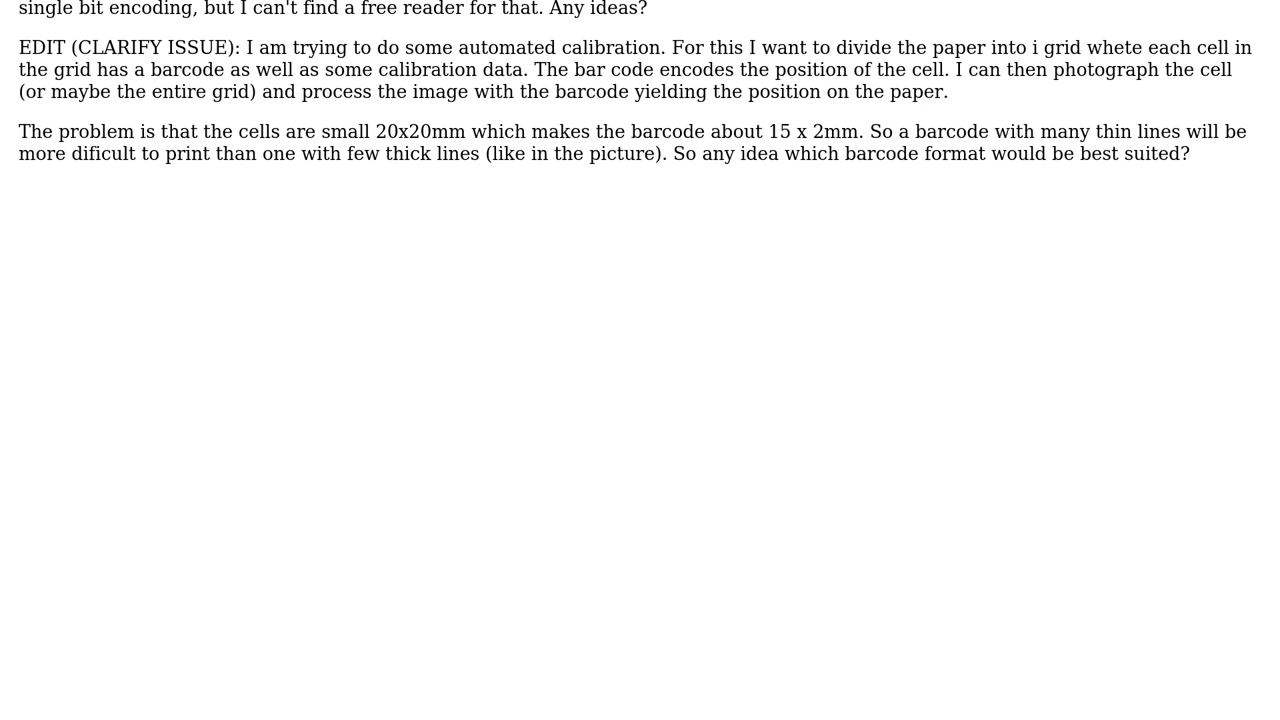 single bit encoding, but I can't find a free reader for that. Any ideas?
EDIT (CLARIFY ISSUE): I am trying to do some automated calibration. For this I want to divide the paper into i grid whete each cell in
the grid has a barcode as well as some calibration data. The bar code encodes the position of the cell. I can then photograph the cell
(or maybe the entire grid) and process the image with the barcode yielding the position on the paper.
The problem is that the cells are small 20x20mm which makes the barcode about 15 x 2mm. So a barcode with many thin lines will be
more dificult to print than one with few thick lines (like in the picture). So any idea which barcode format would be best suited?